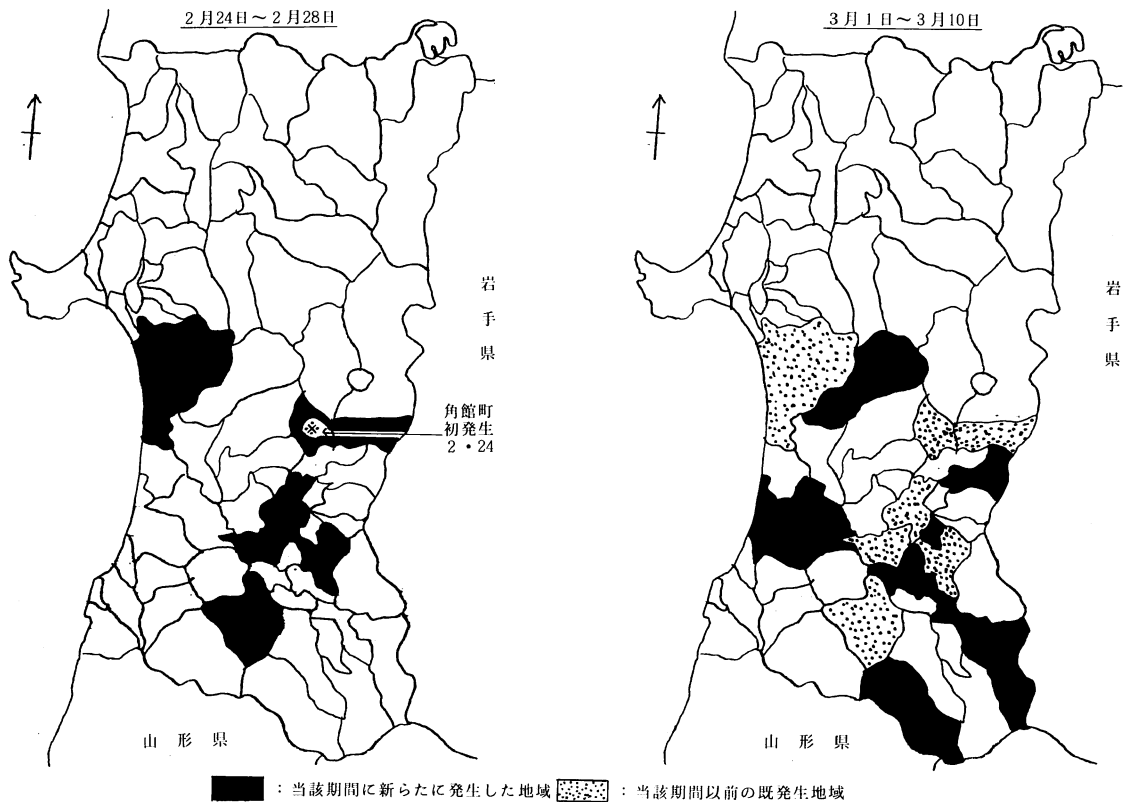 2月24日～2月28日
3月1日～3月10日
岩手県
角館町
初発生
2・24
山形県
岩手県
山形県
：当該期間に新らたに発生した地域
：当該期間以前の既発生地域